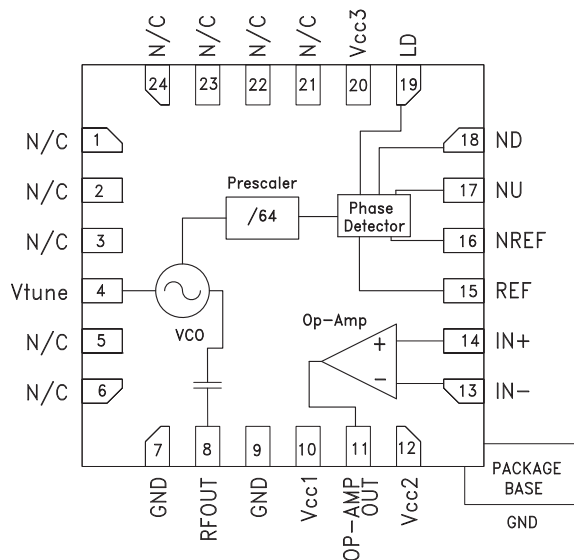 N/C N/C N/C N/C Vcc3 LD
24 23 22 21 20 19
N/C 1
N/C 2
N/C 3
Vtune 4
N/C 5
N/C 6
18 ND
17 NU
16 NREF
15 REF
14 IN+
13 IN-
Prescaler
/64
Phase
Detector
VCO
Op-Amp
+
-
7 8 9 10 11 12
GND RFOUT GND Vcc1 OP-AMP OUT Vcc2
PACKAGE
BASE
GND